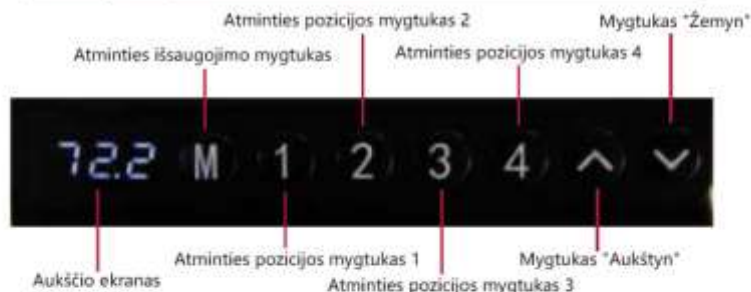 Atminties pozicijos mygtukas 2
Mygtukas "Žemyn"
Atminties išsaugojimo mygtukas
Atminties pozicijos mygtukas 4
72.2 M 1 2 3 4
Atminties pozicijos mygtukas 1
Mygtukas "Aukštyn"
Aukščio ekranas
Atminties pozicijos mygtukas 3